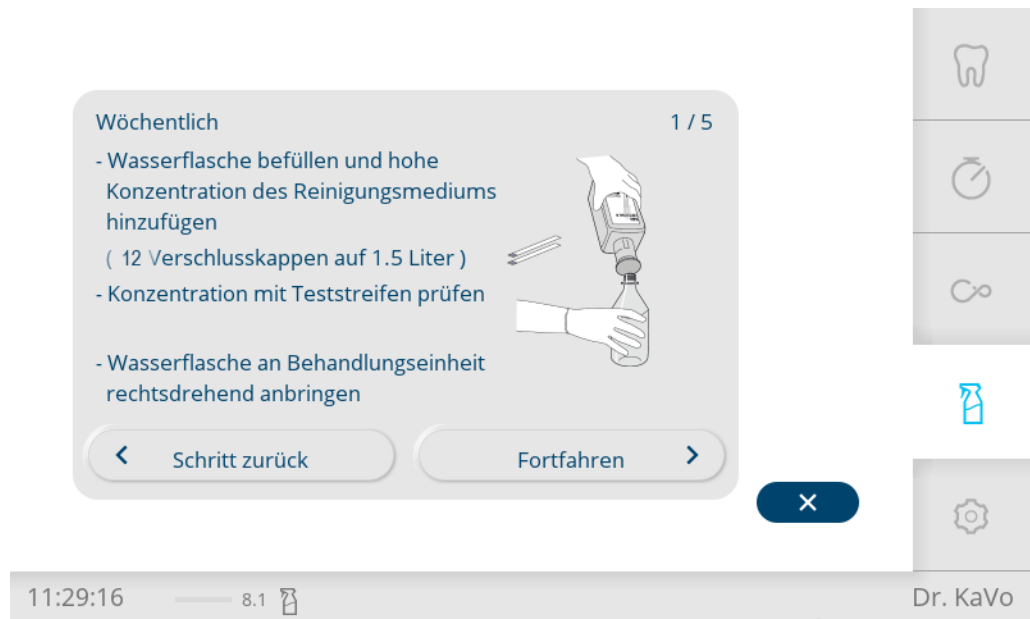 Wöchentlich 1 / 5
- Wasserflasche befüllen und hohe
Konzentration des Reinigungsmediums
hinzufügen
( 12 Verschlusskappen auf 1.5 Liter )
- Konzentration mit Teststreifen prüfen
- Wasserflasche an Behandlungseinheit
rechtsdrehend anbringen
Schritt zurück
Fortfahren
11:29:16
8.1
Dr. KaVo